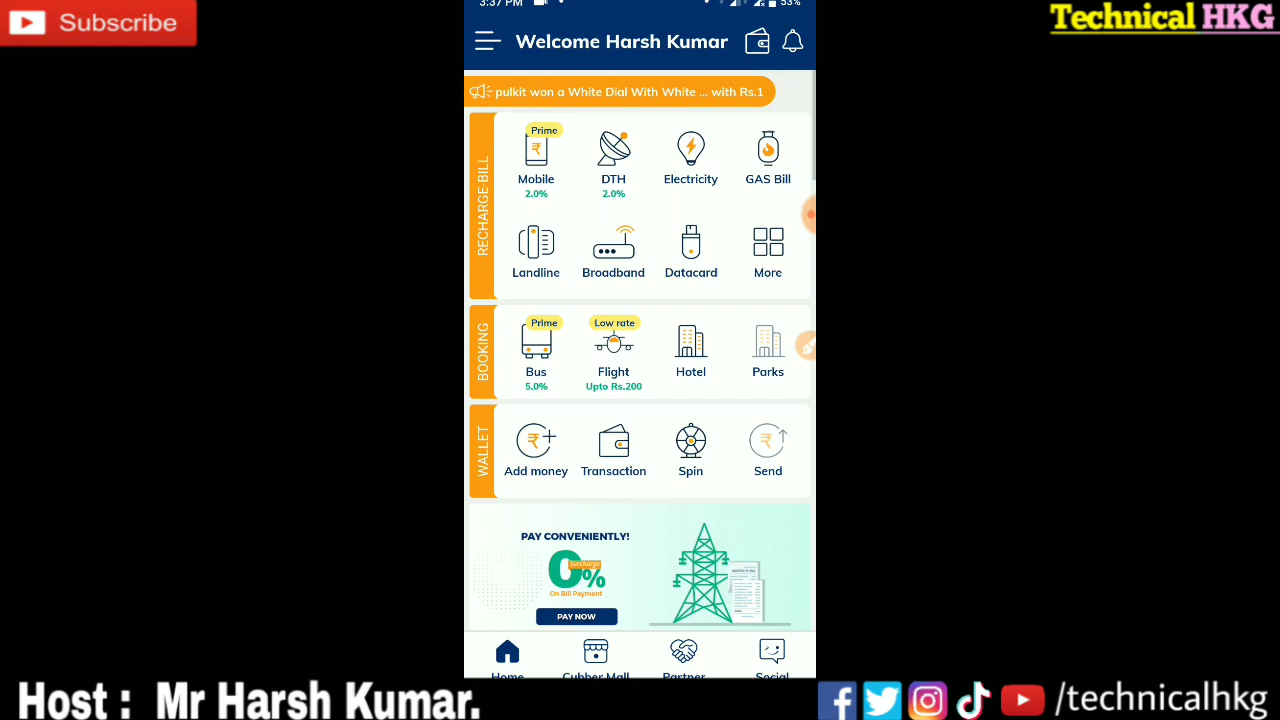 Subscribe
Technical HKG
3:37 PM
53%
Welcome Harsh Kumar
pulkit won a White Dial With White ... with Rs.1
RECHARGE-BILL
Prime
Mobile DTH Electricity GAS Bill
2.0% 2.0%
Landline Broadband Datacard More
BOOKING
Prime Low rate
Bus Flight Hotel Parks
5.0% Upto Rs.200
WALLET
Add money Transaction Spin Send
PAY CONVENIENTLY!
0%
Surcharge
On Bill Payment
PAY NOW
Home Cubber Mall Partner Social
Host : Mr Harsh Kumar.
/technicalhkg